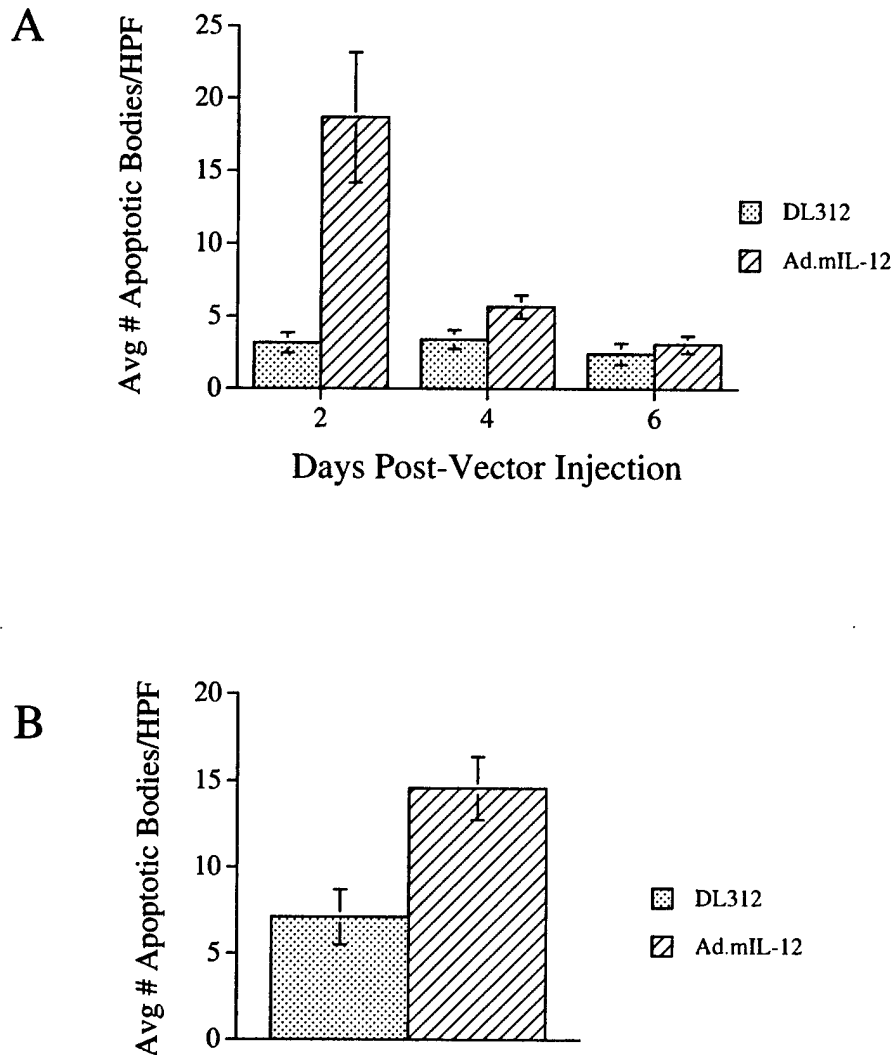 A
Avg # Apoptotic Bodies/HPF
25
20
15
10
5
0
2
4
6
Days Post-Vector Injection
DL312
Ad.mIL-12
B
Avg # Apoptotic Bodies/HPF
20
15
10
5
0
DL312
Ad.mIL-12